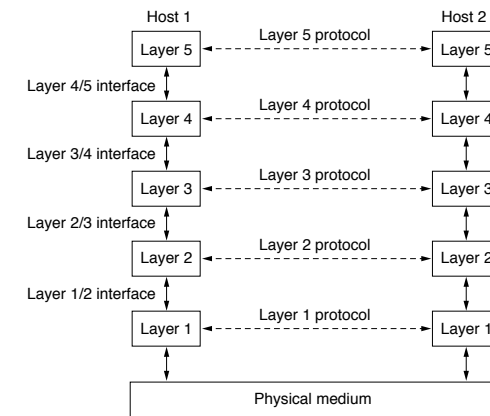 Host 1 Host 2
Layer 5 Layer 5 protocol Layer 5
Layer 4/5 interface
Layer 4 Layer 4 protocol Layer 4
Layer 3/4 interface
Layer 3 Layer 3 protocol Layer 3
Layer 2/3 interface
Layer 2 Layer 2 protocol Layer 2
Layer 1/2 interface
Layer 1 Layer 1 protocol Layer 1
Physical medium